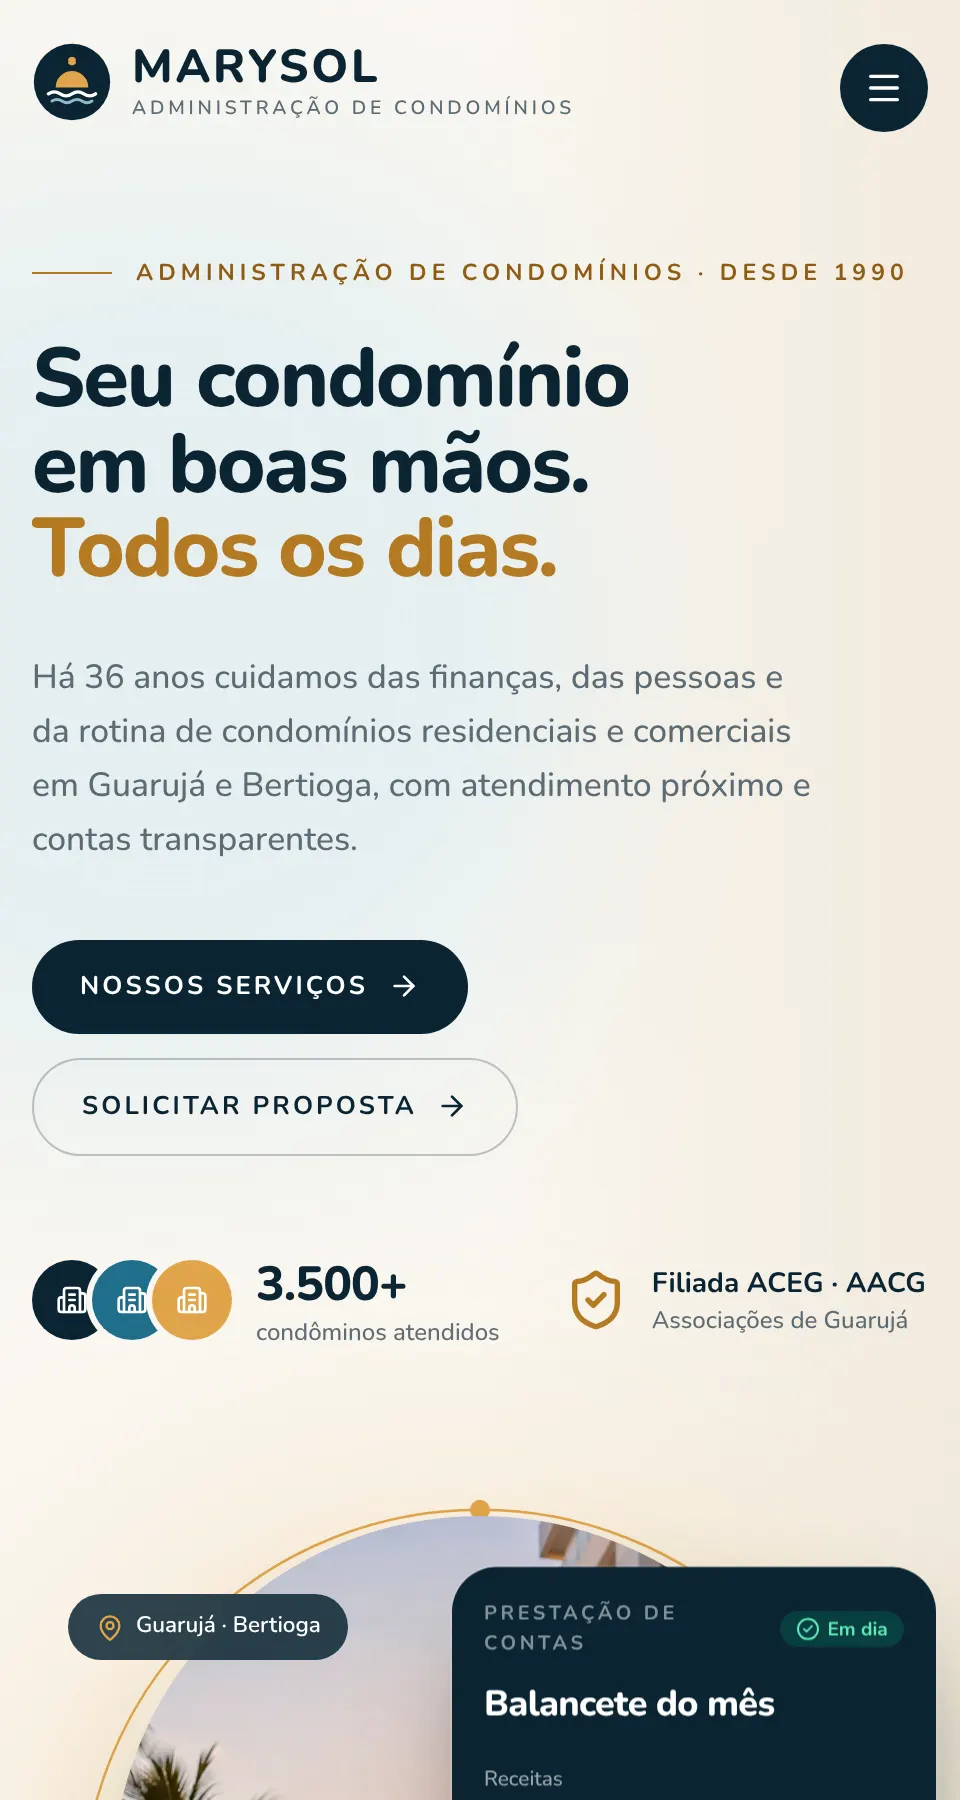 MARYSOL
ADMINISTRAÇÃO DE CONDOMÍNIOS
ADMINISTRAÇÃO DE CONDOMÍNIOS · DESDE 1990
Seu condomínio
em boas mãos.
Todos os dias.
Há 36 anos cuidamos das finanças, das pessoas e
da rotina de condomínios residenciais e comerciais
em Guarujá e Bertioga, com atendimento próximo e
contas transparentes.
NOSSOS SERVIÇOS
SOLICITAR PROPOSTA
3.500+
condôminos atendidos
Filiada ACEG · AACG
Associações de Guarujá
Guarujá · Bertioga
PRESTAÇÃO DE
CONTAS
Em dia
Balancete do mês
Receitas